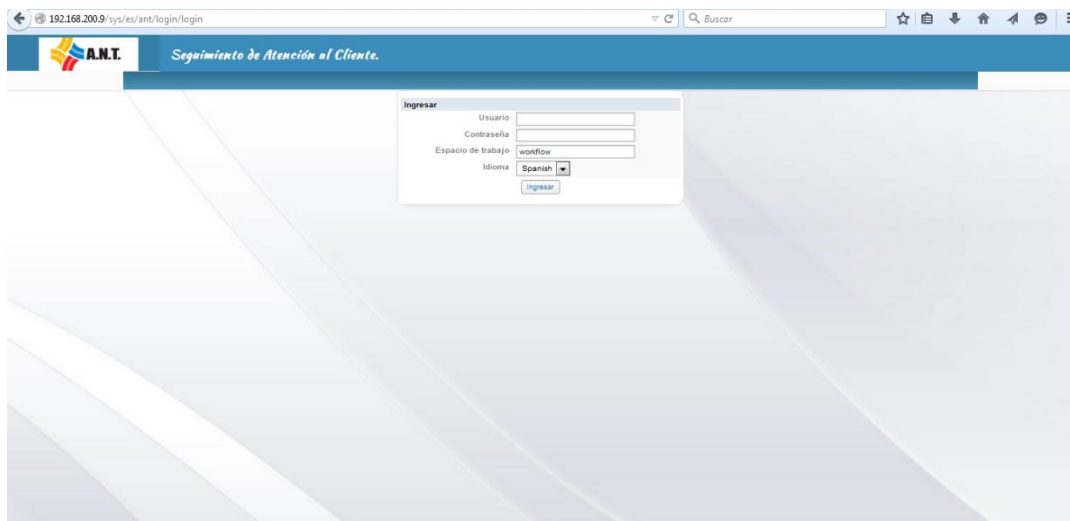 192.168.200.9/sys/es/ant/login/login
Buscar
A.N.T.
Seguimiento de Atención al Cliente.
Ingresar
Usuario
Contraseña
Espacio de trabajo workflow
Idioma Spanish
Ingresar